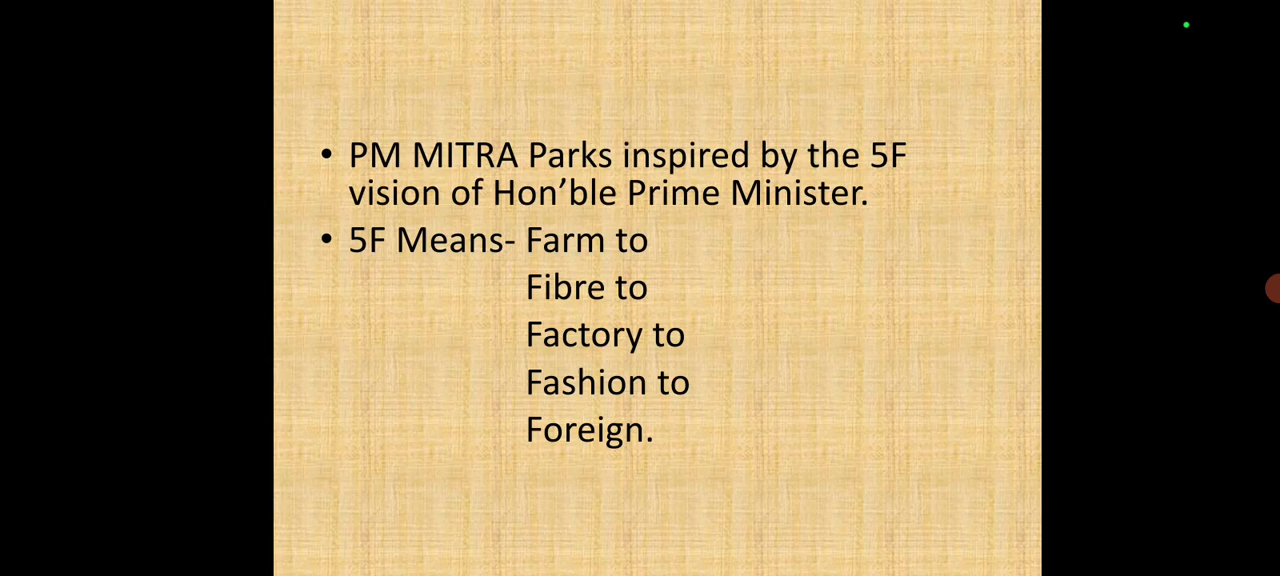 • PM MITRA Parks inspired by the 5F
vision of Hon’ble Prime Minister.
• 5F Means- Farm to
Fibre to
Factory to
Fashion to
Foreign.